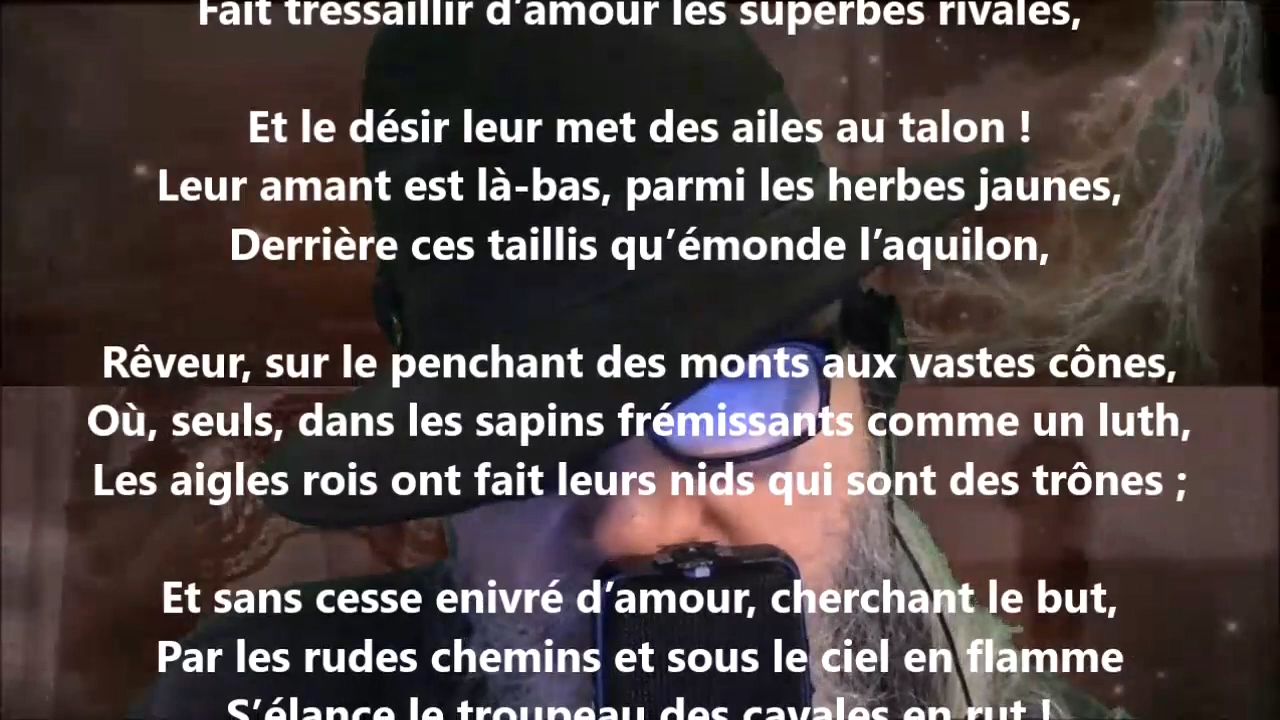 Fait tressaillir d’amour les superbes rivales,
Et le désir leur met des ailes au talon !
Leur amant est là-bas, parmi les herbes jaunes,
Derrière ces taillis qu’émonde l’aquilon,
Rêveur, sur le penchant des monts aux vastes cônes,
Où, seuls, dans les sapins frémissants comme un luth,
Les aigles rois ont fait leurs nids qui sont des trônes ;
Et sans cesse enivré d’amour, cherchant le but,
Par les rudes chemins et sous le ciel en flamme
S’élance le troupeau des cavales en rut !